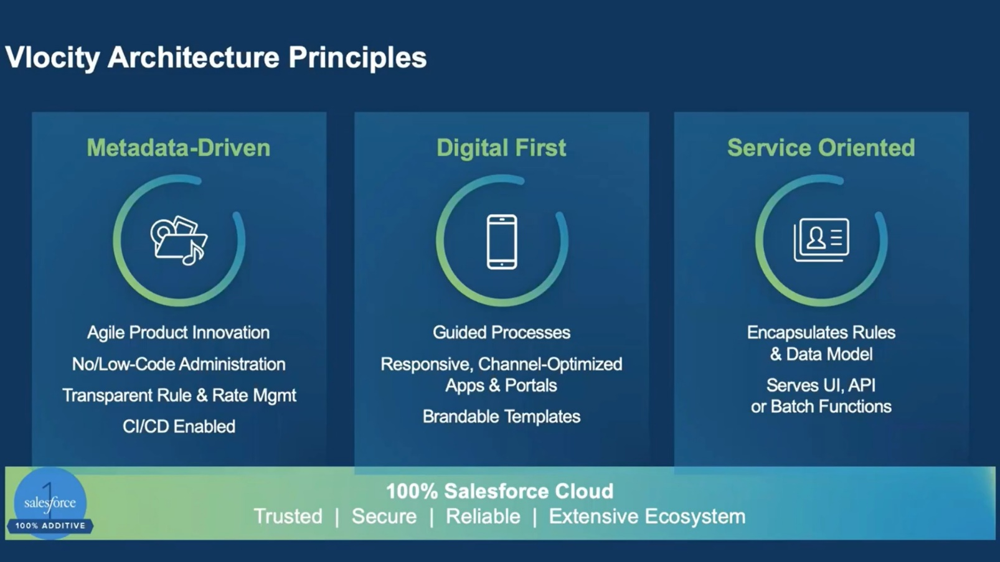 Vlocity Architecture Principles
Metadata-Driven
Agile Product Innovation
No/Low-Code Administration
Transparent Rule & Rate Mgmt
CI/CD Enabled
Digital First
Guided Processes
Responsive, Channel-Optimized
Apps & Portals
Brandable Templates
Service Oriented
Encapsulates Rules
& Data Model
Serves UI, API
or Batch Functions
1
salesforce
100% ADDITIVE
100% Salesforce Cloud
Trusted | Secure | Reliable | Extensive Ecosystem